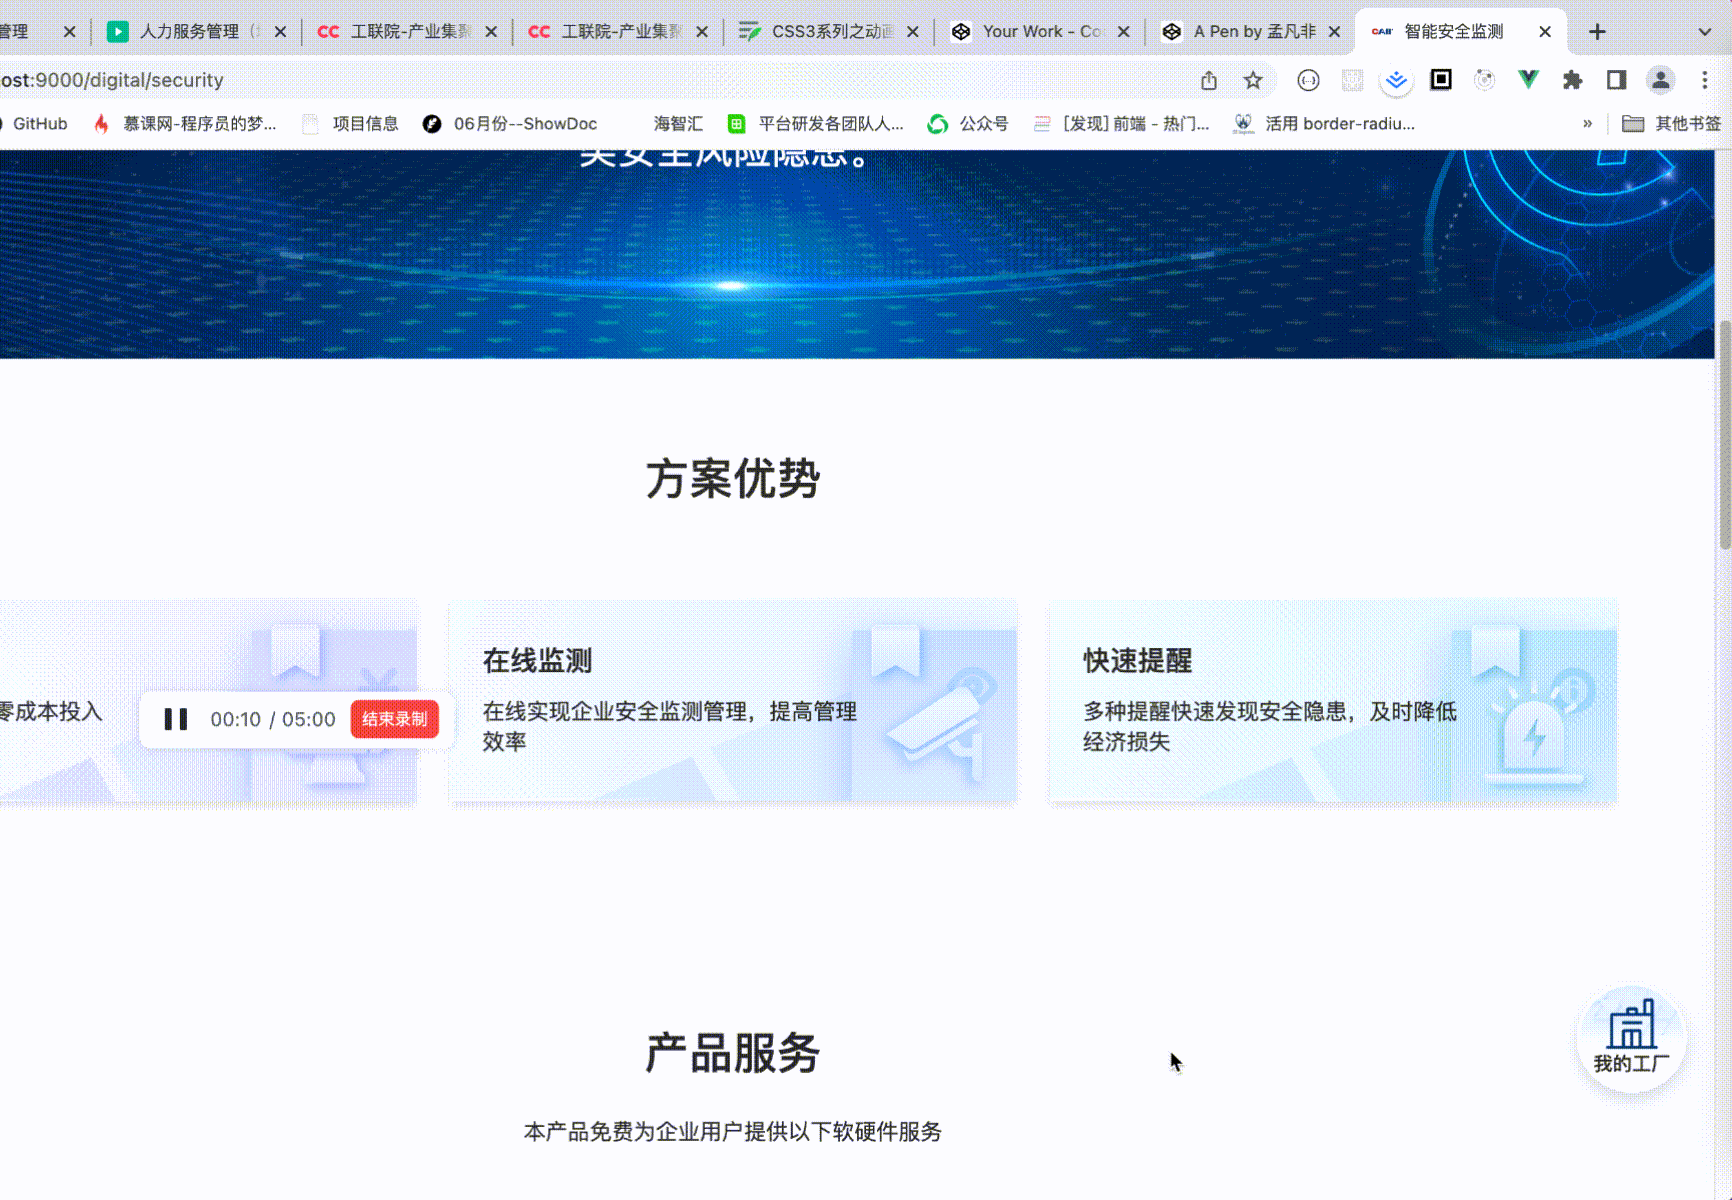 管理
人力服务管理
工联院-产业集聚
工联院-产业集聚
CSS3系列之动画
Your Work - Co
A Pen by 孟凡非
智能安全监测
ost:9000/digital/security
GitHub
慕课网-程序员的梦...
项目信息
06月份--ShowDoc
海智汇
平台研发各团队人...
公众号
[发现] 前端 - 热门...
活用 border-radiu...
»
其他书签
类安全风险隐患。
方案优势
零成本投入
00:10 / 05:00
结束录制
在线监测
在线实现企业安全监测管理，提高管理
效率
快速提醒
多种提醒快速发现安全隐患，及时降低
经济损失
产品服务
本产品免费为企业用户提供以下软硬件服务
我的工厂